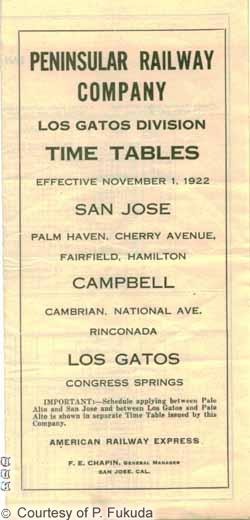 PENINSULAR RAILWAY
COMPANY
LOS GATOS DIVISION
TIME TABLES
EFFECTIVE NOVEMBER 1, 1922
SAN JOSE
PALM HAVEN, CHERRY AVENUE,
FAIRFIELD, HAMILTON
CAMPBELL
CAMBRIAN, NATIONAL AVE.
RINCONADA
LOS GATOS
CONGRESS SPRINGS
IMPORTANT:—Schedule applying between Palo
Alto and San Jose and between Los Gatos and Palo
Alto is shown in separate Time Table issued by this
Company.
AMERICAN RAILWAY EXPRESS
F. E. CHAPIN, GENERAL MANAGER
SAN JOSE, CAL.
© Courtesy of P. Fukuda